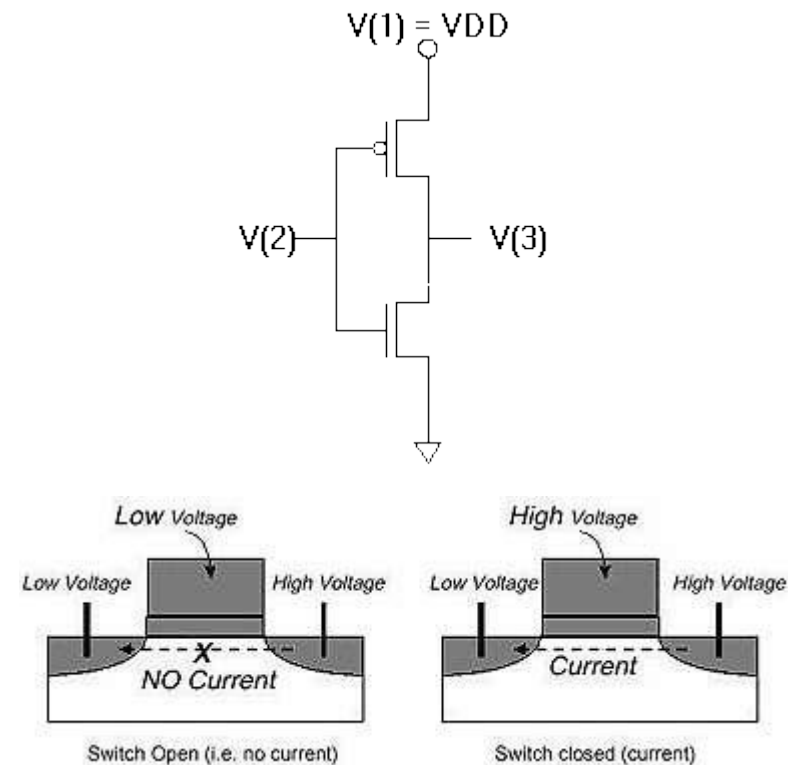 V(1) = VDD
V(2)
V(3)
Low Voltage
High Voltage
Low Voltage
High Voltage
Low Voltage
High Voltage
X
NO Current
Current
Switch Open (i.e. no current)
Switch closed (current)